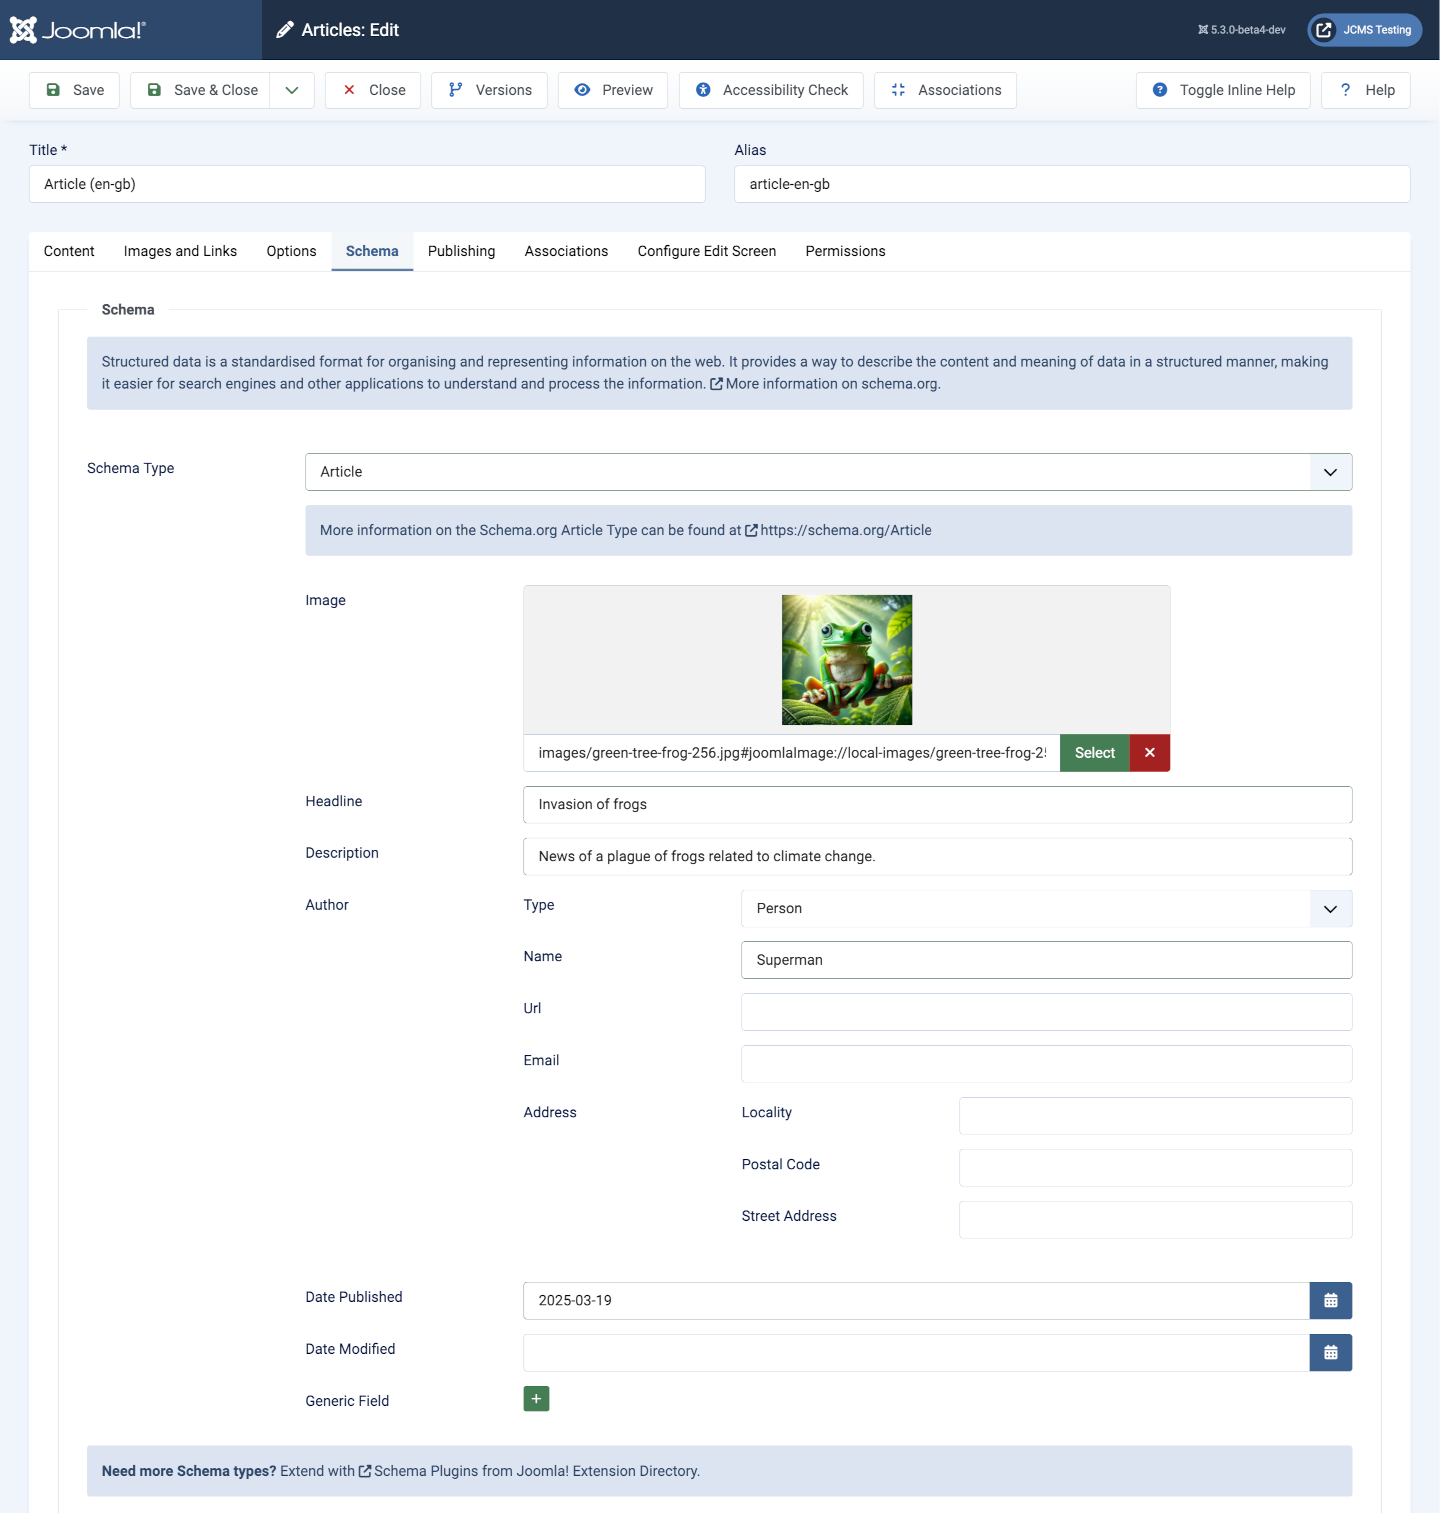 Joomla!®
Articles: Edit
5.3.0-beta4-dev
JCMS Testing
Save
Save & Close
Close
Versions
Preview
Accessibility Check
Associations
Toggle Inline Help
Help
Title *
Alias
Article (en-gb)
article-en-gb
Content
Images and Links
Options
Schema
Publishing
Associations
Configure Edit Screen
Permissions
Schema
Structured data is a standardised format for organising and representing information on the web. It provides a way to describe the content and meaning of data in a structured manner, making
it easier for search engines and other applications to understand and process the information. More information on schema.org.
Schema Type
Article
More information on the Schema.org Article Type can be found at https://schema.org/Article
Image
images/green-tree-frog-256.jpg#joomlaImage://local-images/green-tree-frog-2
Select
Headline
Invasion of frogs
Description
News of a plague of frogs related to climate change.
Author
Type
Person
Name
Superman
Url
Email
Address
Locality
Postal Code
Street Address
Date Published
2025-03-19
Date Modified
Generic Field
Need more Schema types? Extend with Schema Plugins from Joomla! Extension Directory.